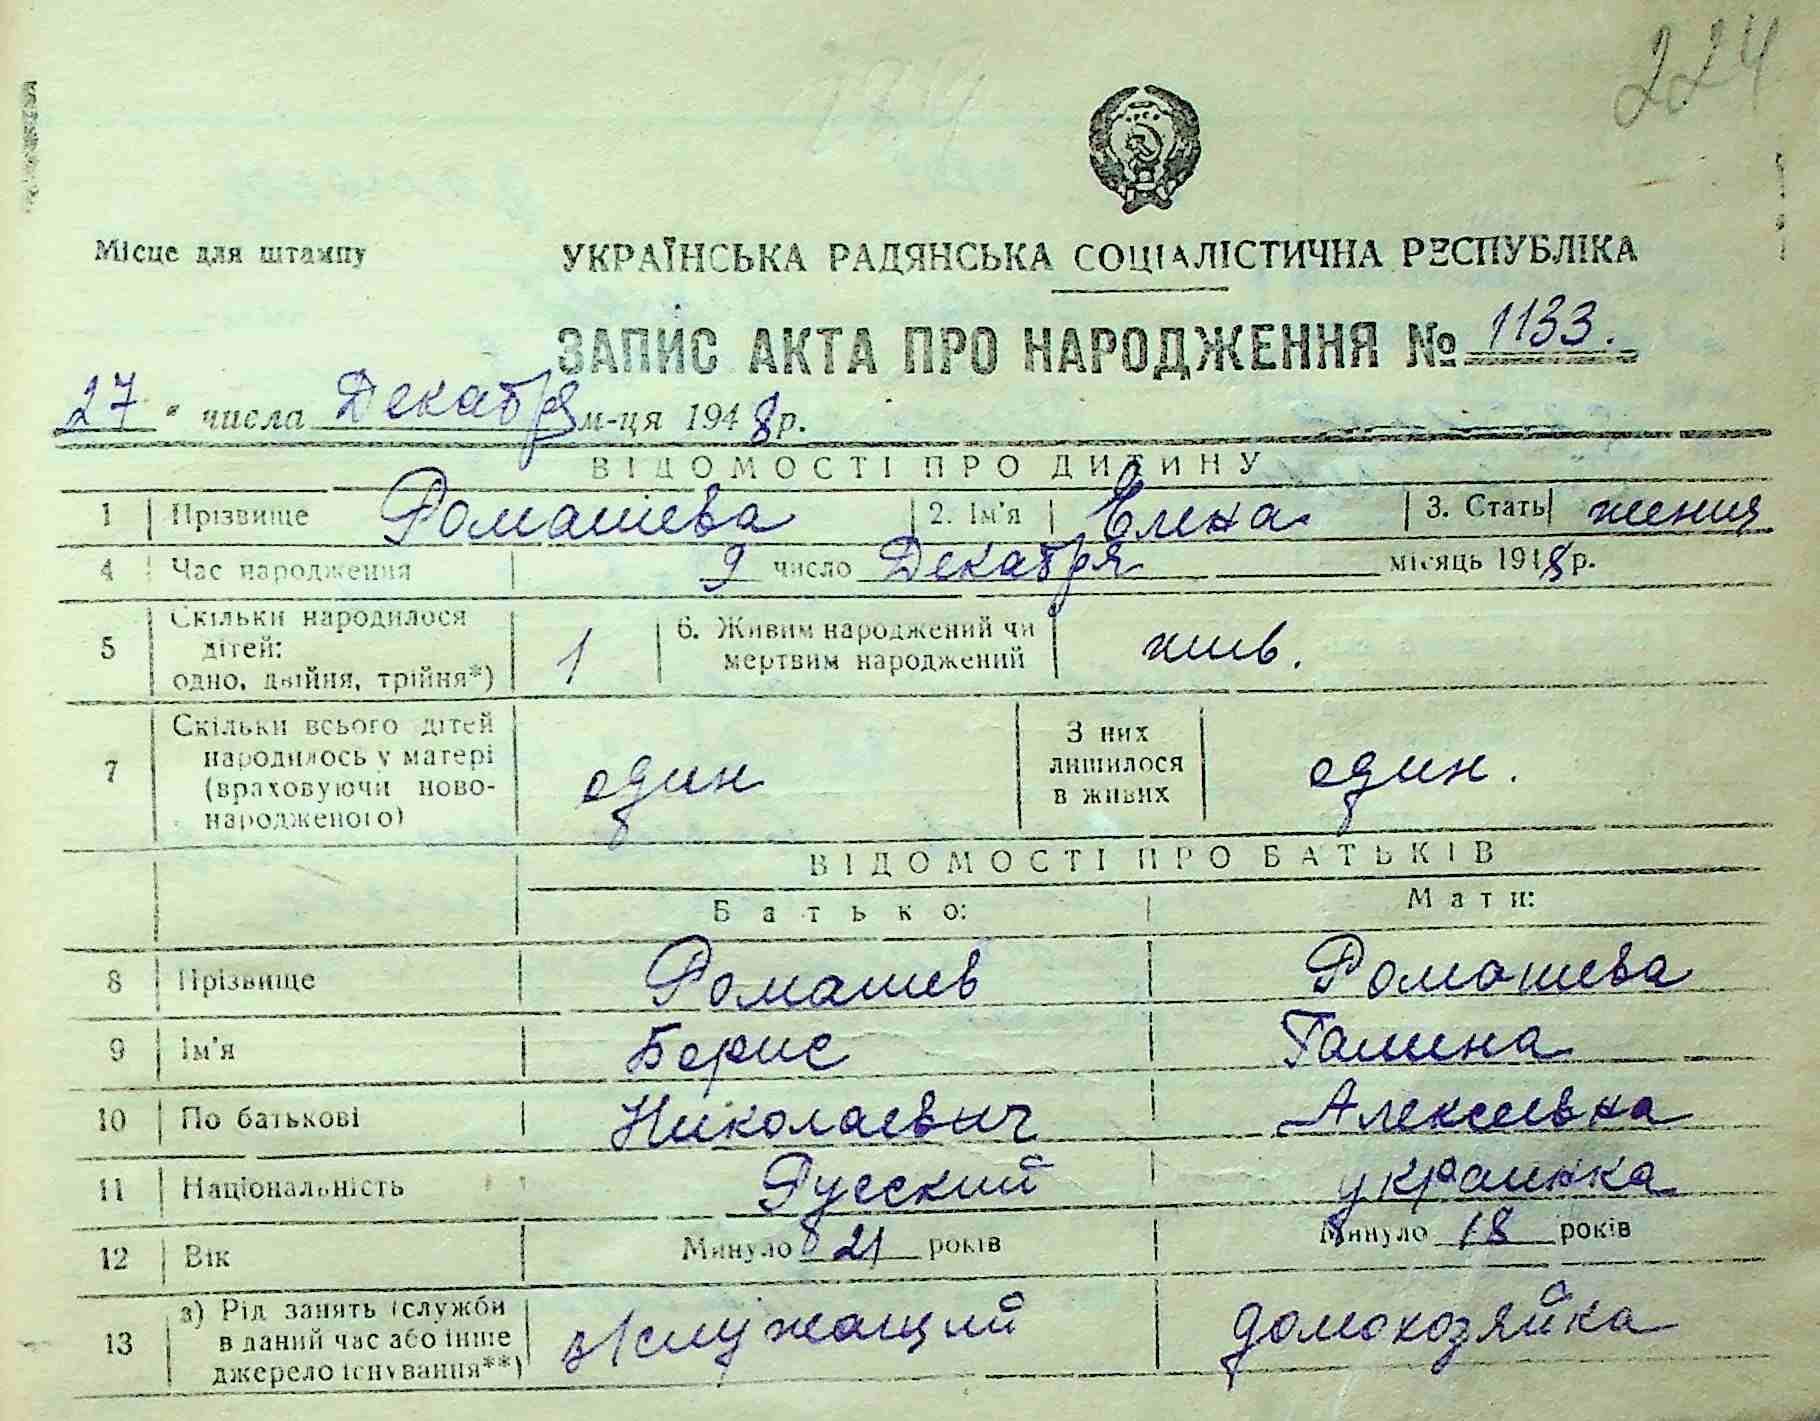 224
Місце для штампу
УКРАЇНСЬКА РАДЯНСЬКА СОЦІАЛІСТИЧНА РЕСПУБЛІКА
ЗАПИС АКТА ПРО НАРОДЖЕННЯ № 1133.
27 " числа Декабря м-ця 1948 р.
ВІДОМОСТІ ПРО ДИТИНУ
1 Прізвище Ромашева 2. Ім'я Елена 3. Стать жения
4 Час народження 9 число Декабря місяць 1948 р.
5 Скільки народилося дітей: одно, двійня, трійня*) 1 6. Живим народжений чи мертвим народжений жив.
7 Скільки всього дітей народилось у матері (враховуючи новонародженого) один З них лишилося в живих один.
ВІДОМОСТІ ПРО БАТЬКІВ
Батько: Мати:
8 Прізвище Ромашев Ромашева
9 Ім'я Борис Галина
10 По батькові Николаевич Алексеевна
11 Національність Русский украинка
12 Вік Минуло 21 років Минуло 18 років
13 а) Рід занять (служби в даний час або інше джерело існування**) служащий домохозяйка